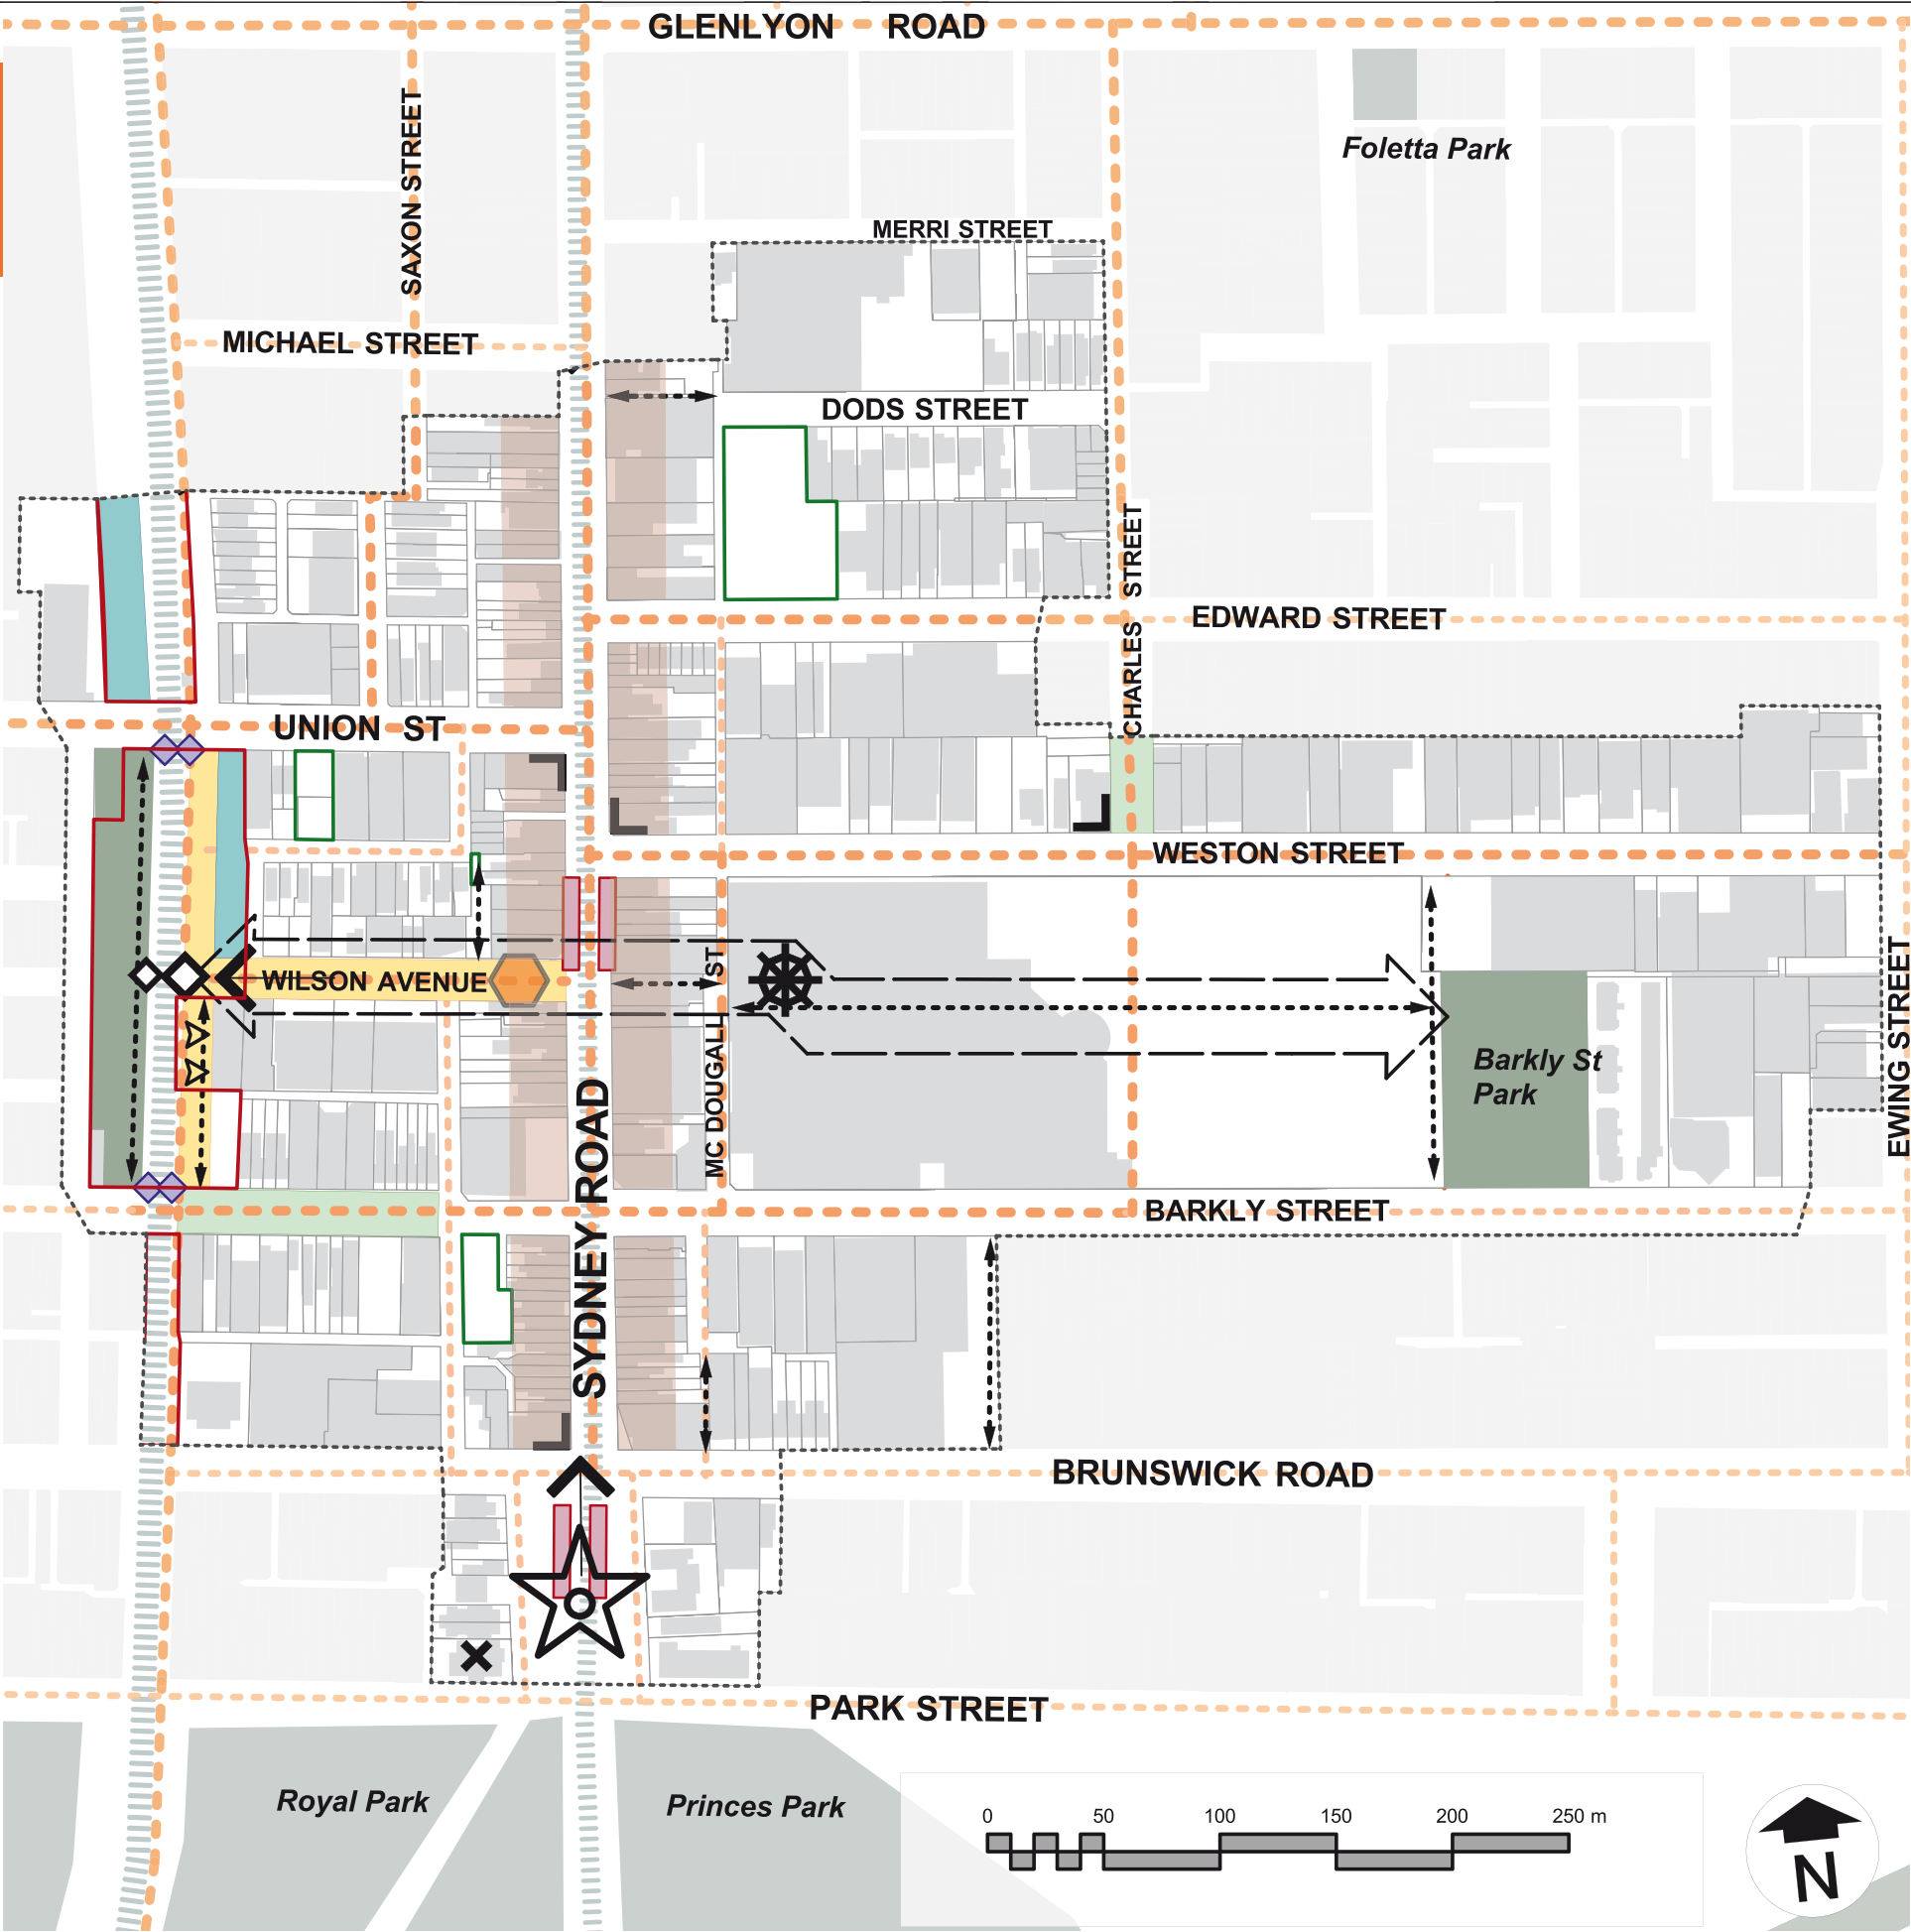 GLENLYON ROAD
SAXON STREET
Foletta Park
MERRI STREET
MICHAEL STREET
DODS STREET
CHARLES STREET
EDWARD STREET
UNION ST
WESTON STREET
WILSON AVENUE
MC DOUGALL ST
Barkly St
Park
EWING STREET
SYDNEY ROAD
BARKLY STREET
BRUNSWICK ROAD
PARK STREET
Royal Park
Princes Park
0 50 100 150 200 250 m
N